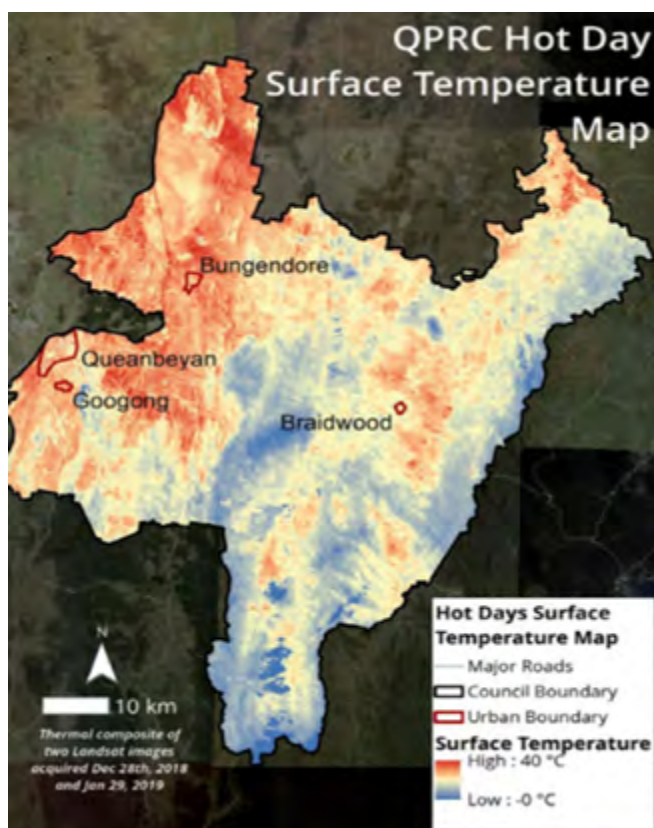 QPRC Hot Day
Surface Temperature
Map
Bungendore
Queanbeyan
Googong
Braidwood
N
10 km
Thermal composite of
two Landsat images
acquired Dec 28th, 2018
and Jan 29, 2019
Hot Days Surface
Temperature Map
Major Roads
Council Boundary
Urban Boundary
Surface Temperature
High : 40 °C
Low : -0 °C